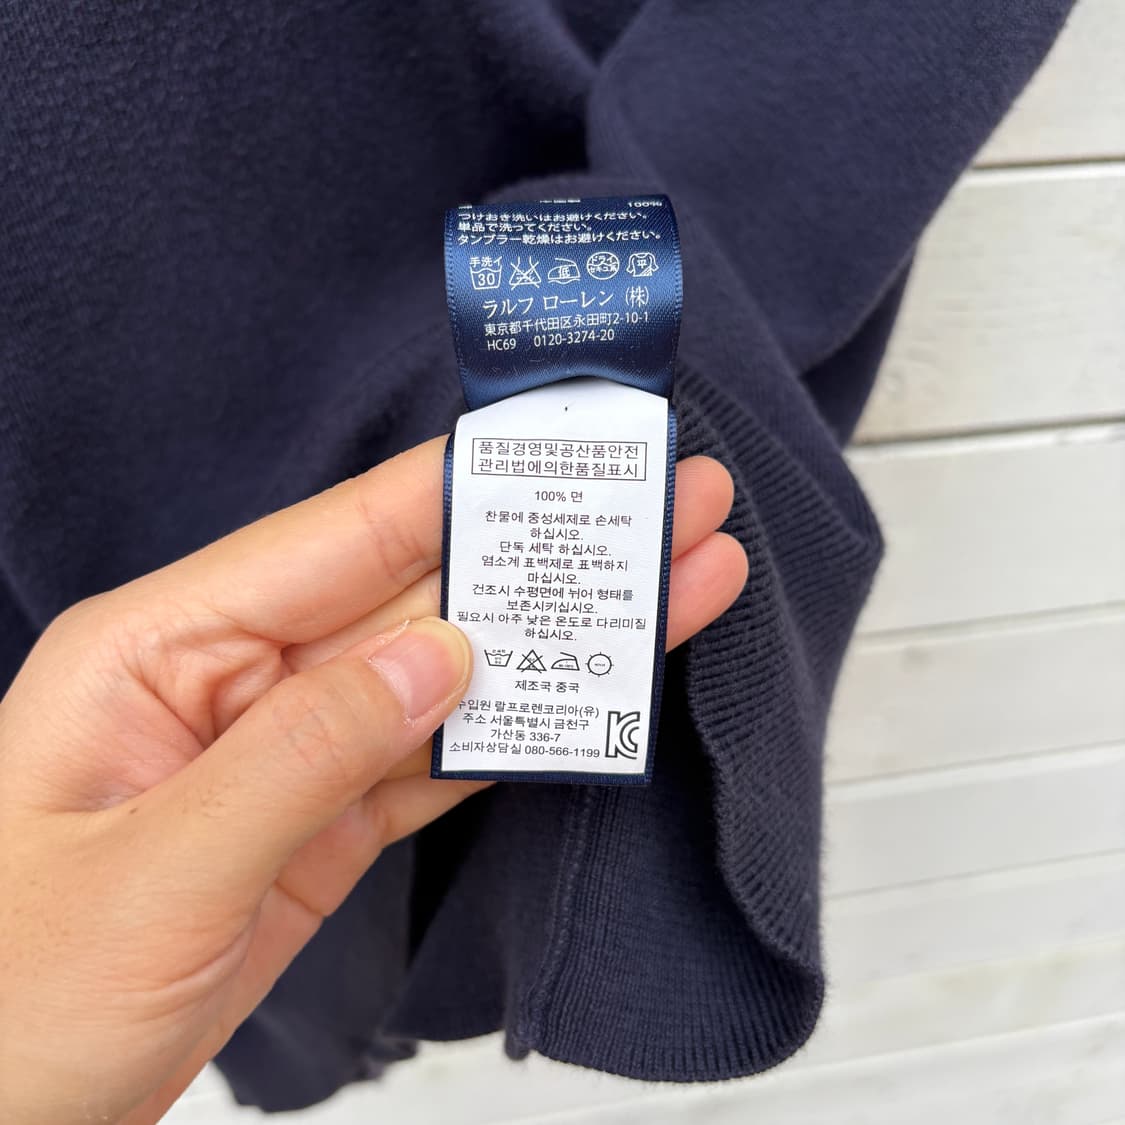 100%
つけおき洗いはお避けください。
単品で洗ってください。
タンブラー乾燥はお避けください。
手洗イ
30
低
ドライ
セキユ系
平
ラルフ ローレン (株)
東京都千代田区永田町2-10-1
HC69 0120-3274-20
품질경영및공산품안전
관리법에의한품질표시
100% 면
찬물에 중성세제로 손세탁
하십시오.
단독 세탁 하십시오.
염소계 표백제로 표백하지
마십시오.
건조시 수평면에 뉘어 형태를
보존시키십시오.
필요시 아주 낮은 온도로 다리미질
하십시오.
제조국 중국
수입원 랄프로렌코리아(유)
주소 서울특별시 금천구
가산동 336-7
소비자상담실 080-566-1199